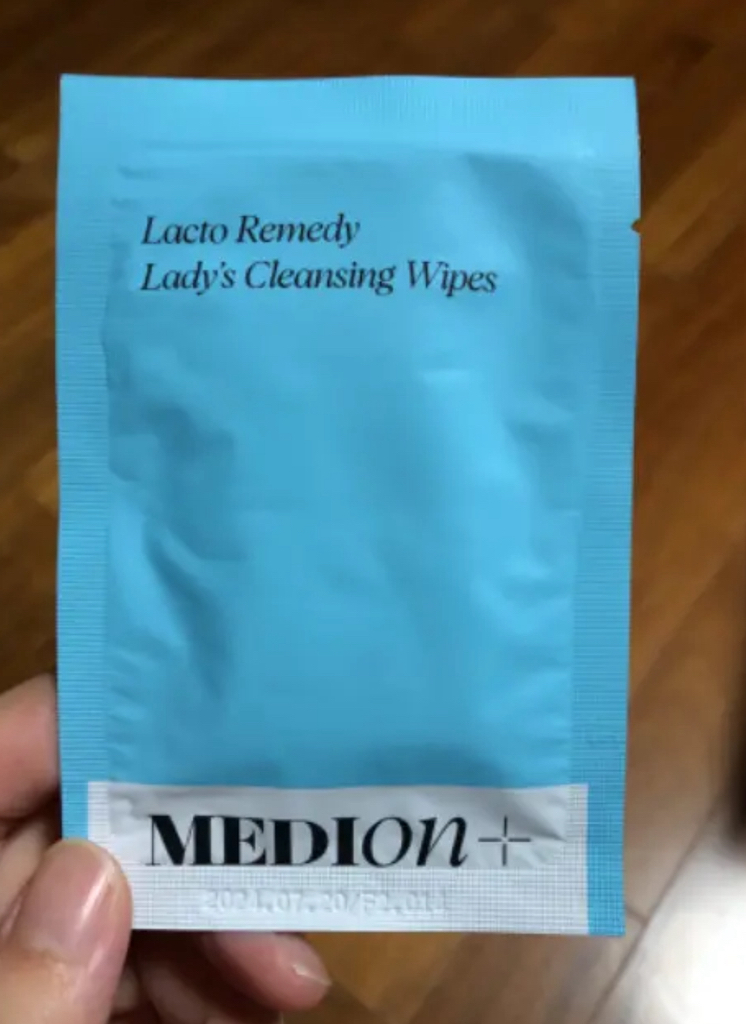 Lacto Remedy
Lady's Cleansing Wipes
MEDIon+